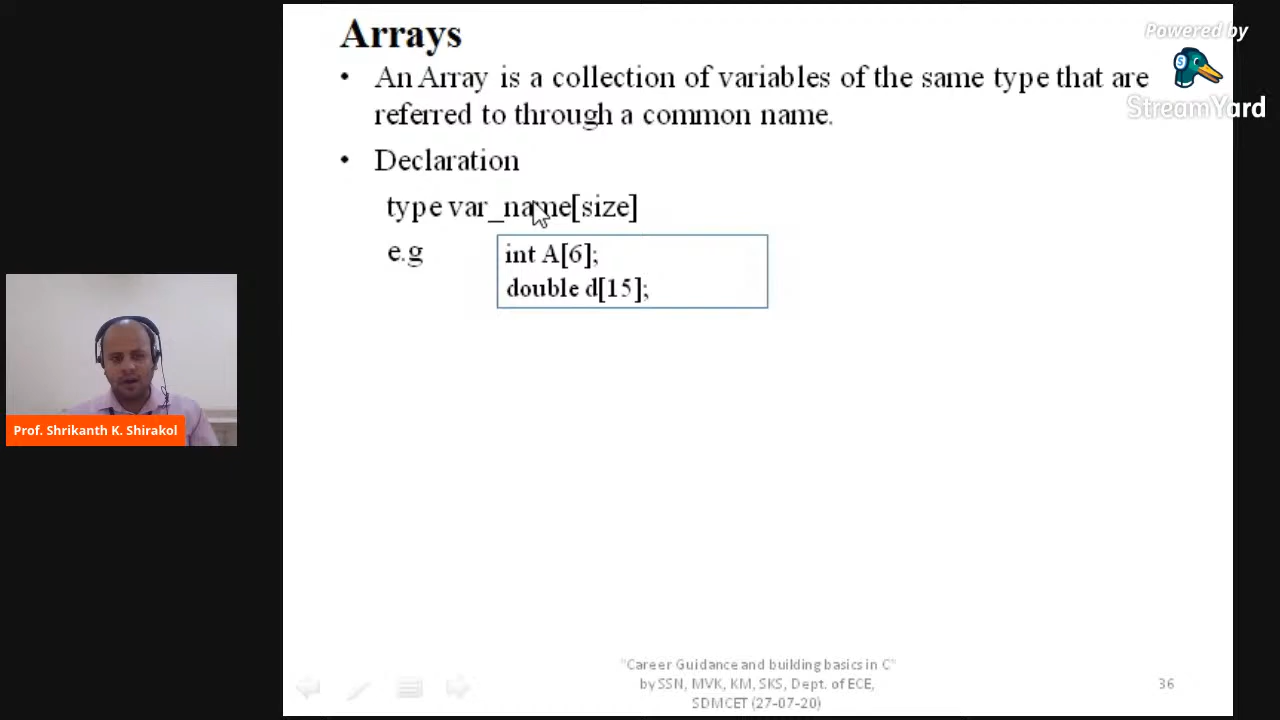 Arrays
• An Array is a collection of variables of the same type that are
referred to through a common name.
• Declaration
type var_name[size]
e.g
int A[6];
double d[15];
Powered by
S
StreamYard
Prof. Shrikanth K. Shirakol
"Career Guidance and building basics in C"
by SSN, MVK, KM, SKS, Dept. of ECE,
SDMCET (27-07-20)
36